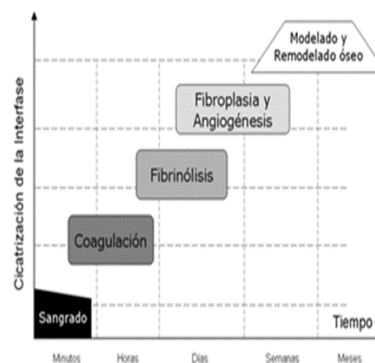 Modelado y
Remodelado óseo
Fibroplasia y
Angiogénesis
Fibrinólisis
Coagulación
Sangrado
Tiempo
Cicatrización de la Interfase
Minutos Horas Días Semanas Meses